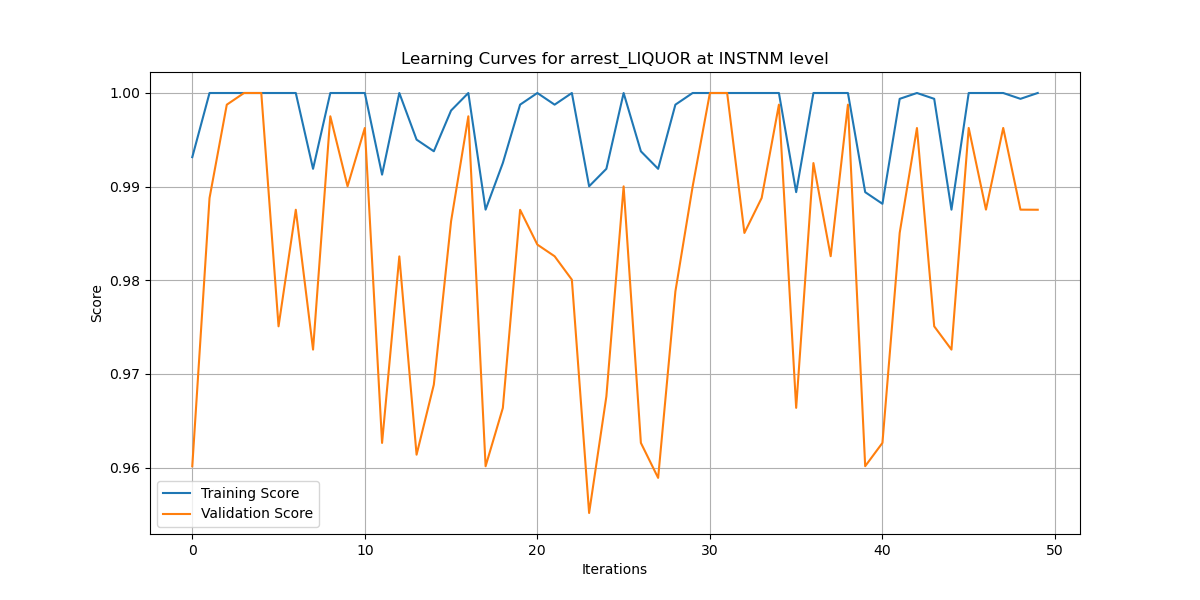 Learning Curves for arrest_LIQUOR at INSTNM level
1.00
0.99
0.98
0.97
0.96
Score
Training Score
Validation Score
0 10 20 30 40 50
Iterations